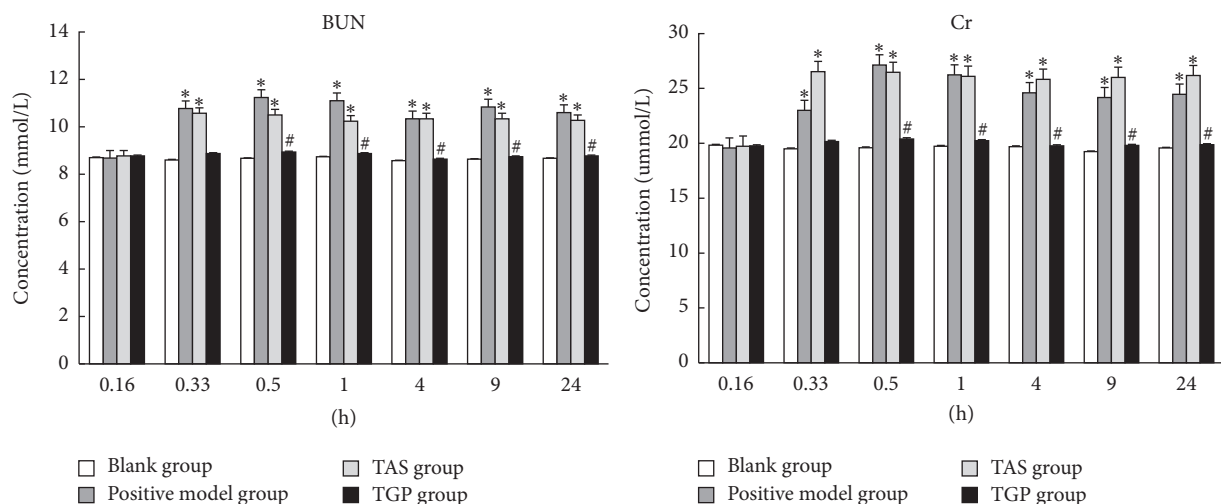 BUN
Concentration (mmol/L)
14
12
10
8
6
4
2
0
* * * * * * * * * * * *
# # # # #
0.16 0.33 0.5 1 4 9 24
(h)
Blank group
Positive model group
TAS group
TGP group
Cr
Concentration (ummol/L)
30
25
20
15
10
5
0
* * * * * * * * * * * *
# # # # #
0.16 0.33 0.5 1 4 9 24
(h)
Blank group
Positive model group
TAS group
TGP group